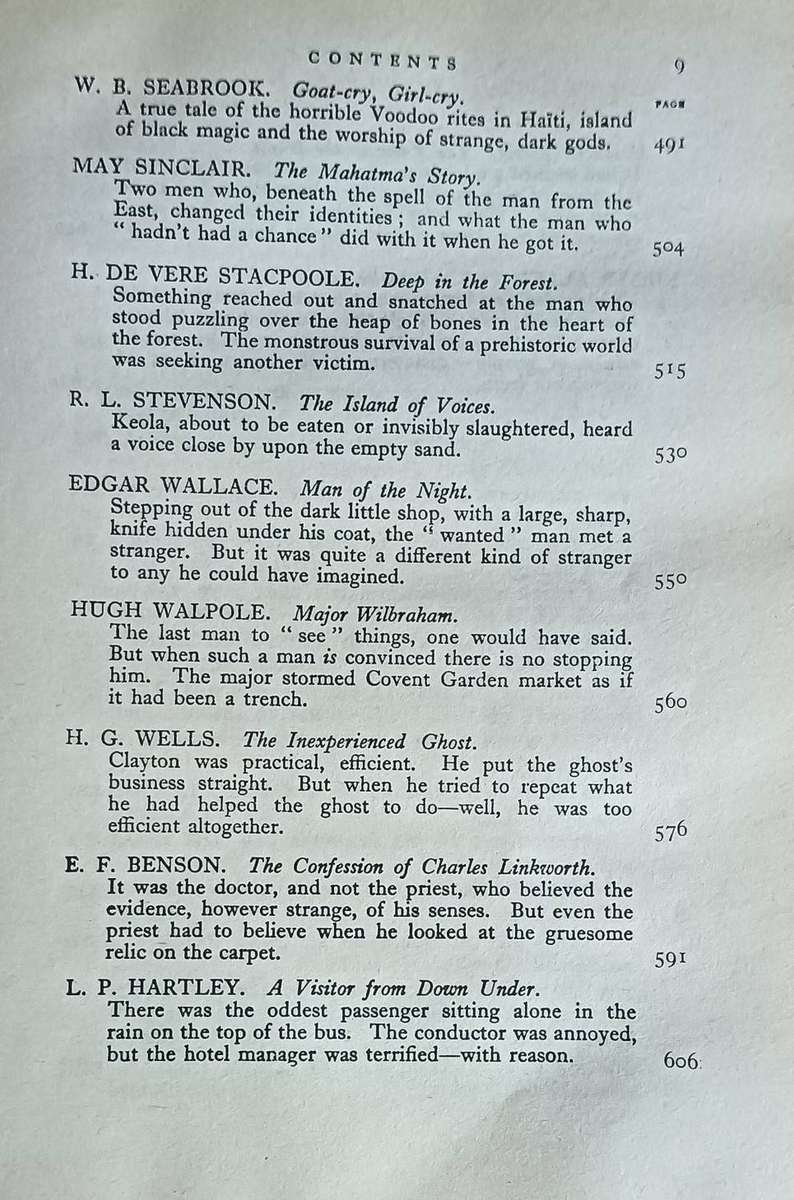 CONTENTS 9
PAGE
W. B. SEABROOK. Goat-cry, Girl-cry.
A true tale of the horrible Voodoo rites in Haïti, island
of black magic and the worship of strange, dark gods. 491
MAY SINCLAIR. The Mahatma's Story.
Two men who, beneath the spell of the man from the
East, changed their identities; and what the man who
“hadn't had a chance” did with it when he got it. 504
H. DE VERE STACPOOLE. Deep in the Forest.
Something reached out and snatched at the man who
stood puzzling over the heap of bones in the heart of
the forest. The monstrous survival of a prehistoric world
was seeking another victim. 515
R. L. STEVENSON. The Island of Voices.
Keola, about to be eaten or invisibly slaughtered, heard
a voice close by upon the empty sand. 530
EDGAR WALLACE. Man of the Night.
Stepping out of the dark little shop, with a large, sharp,
knife hidden under his coat, the “wanted” man met a
stranger. But it was quite a different kind of stranger
to any he could have imagined. 550
HUGH WALPOLE. Major Wilbraham.
The last man to “see” things, one would have said.
But when such a man is convinced there is no stopping
him. The major stormed Covent Garden market as if
it had been a trench. 560
H. G. WELLS. The Inexperienced Ghost.
Clayton was practical, efficient. He put the ghost's
business straight. But when he tried to repeat what
he had helped the ghost to do—well, he was too
efficient altogether. 576
E. F. BENSON. The Confession of Charles Linkworth.
It was the doctor, and not the priest, who believed the
evidence, however strange, of his senses. But even the
priest had to believe when he looked at the gruesome
relic on the carpet. 591
L. P. HARTLEY. A Visitor from Down Under.
There was the oddest passenger sitting alone in the
rain on the top of the bus. The conductor was annoyed,
but the hotel manager was terrified—with reason. 606